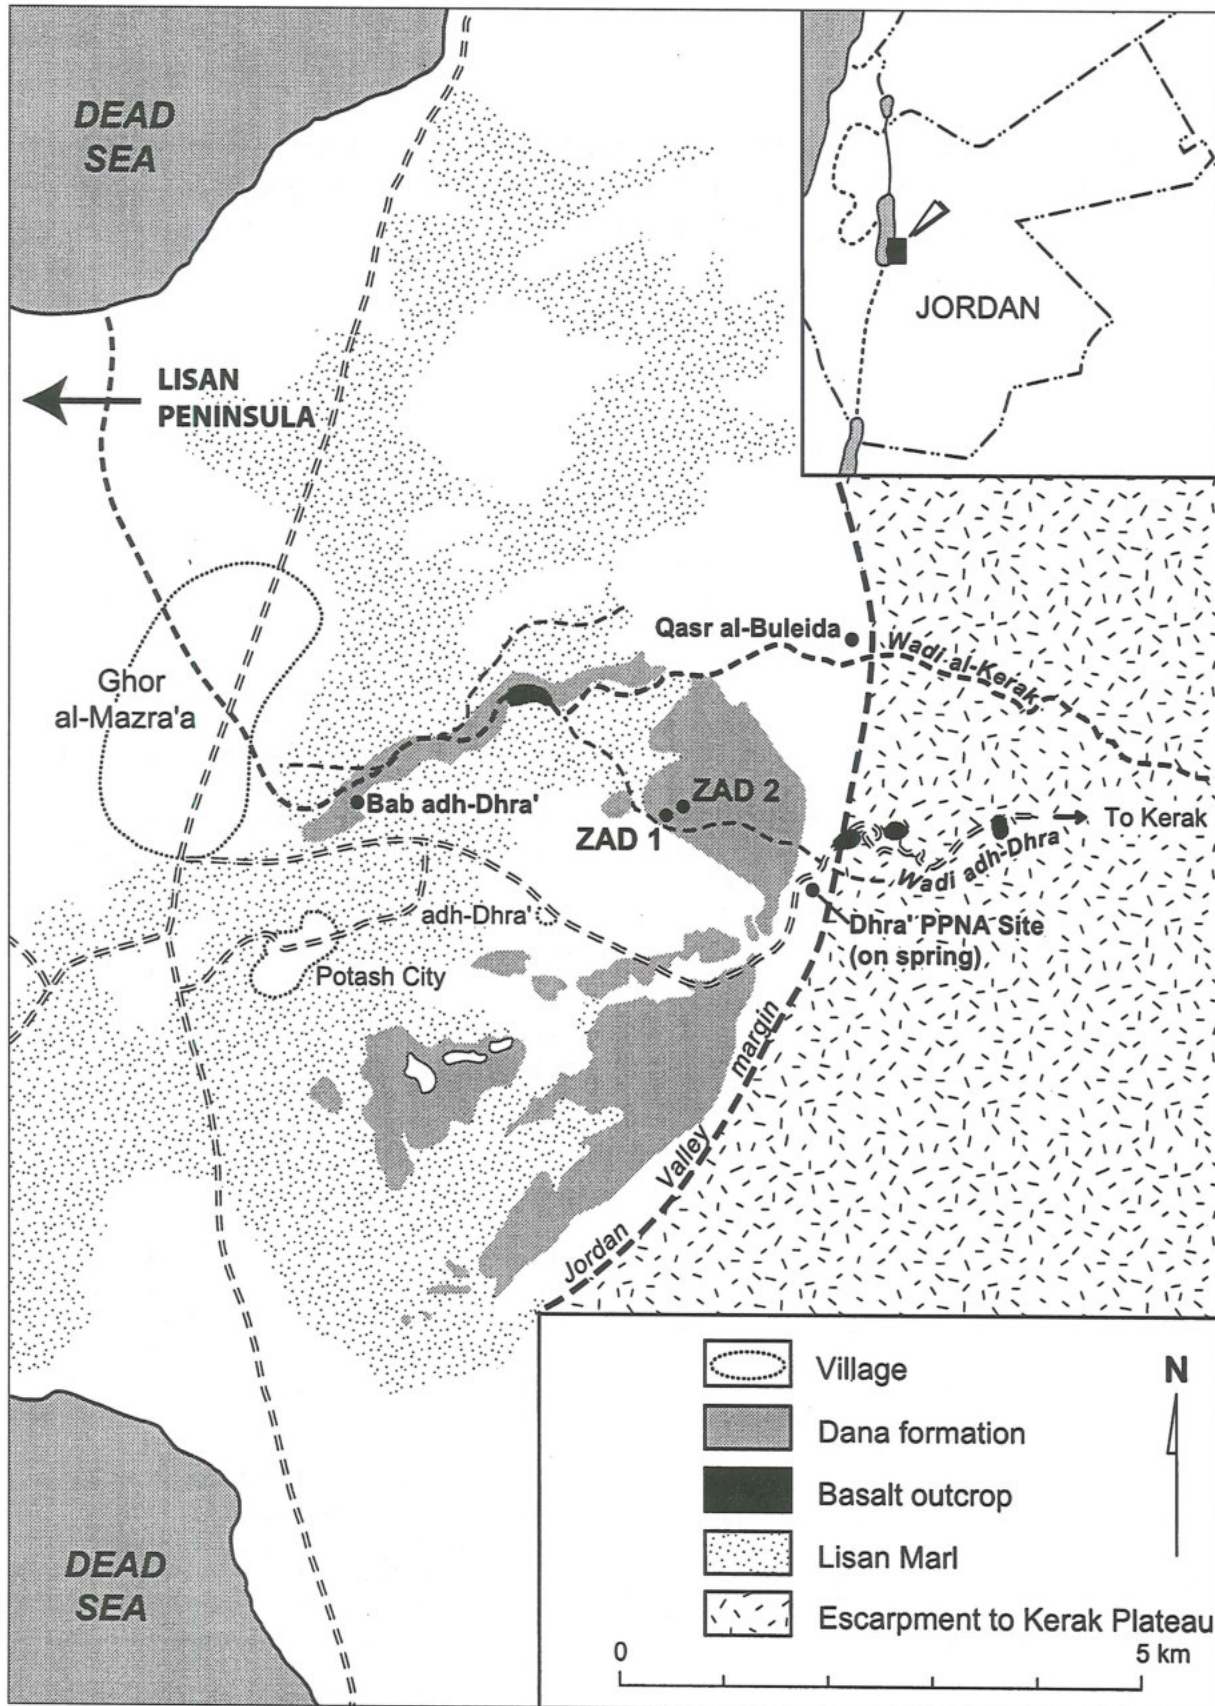 DEAD
SEA
JORDAN
LISAN
PENINSULA
Qasr al-Buleida
Wadi al-Kerak
Ghor
al-Mazra'a
Bab adh-Dhra'
ZAD 2
ZAD 1
To Kerak
Wadi adh-Dhra
adh-Dhra'
Dhra' PPNA Site
(on spring)
Potash City
Jordan Valley margin
DEAD
SEA
Village
Dana formation
Basalt outcrop
Lisan Marl
Escarpment to Kerak Plateau
N
0 5 km